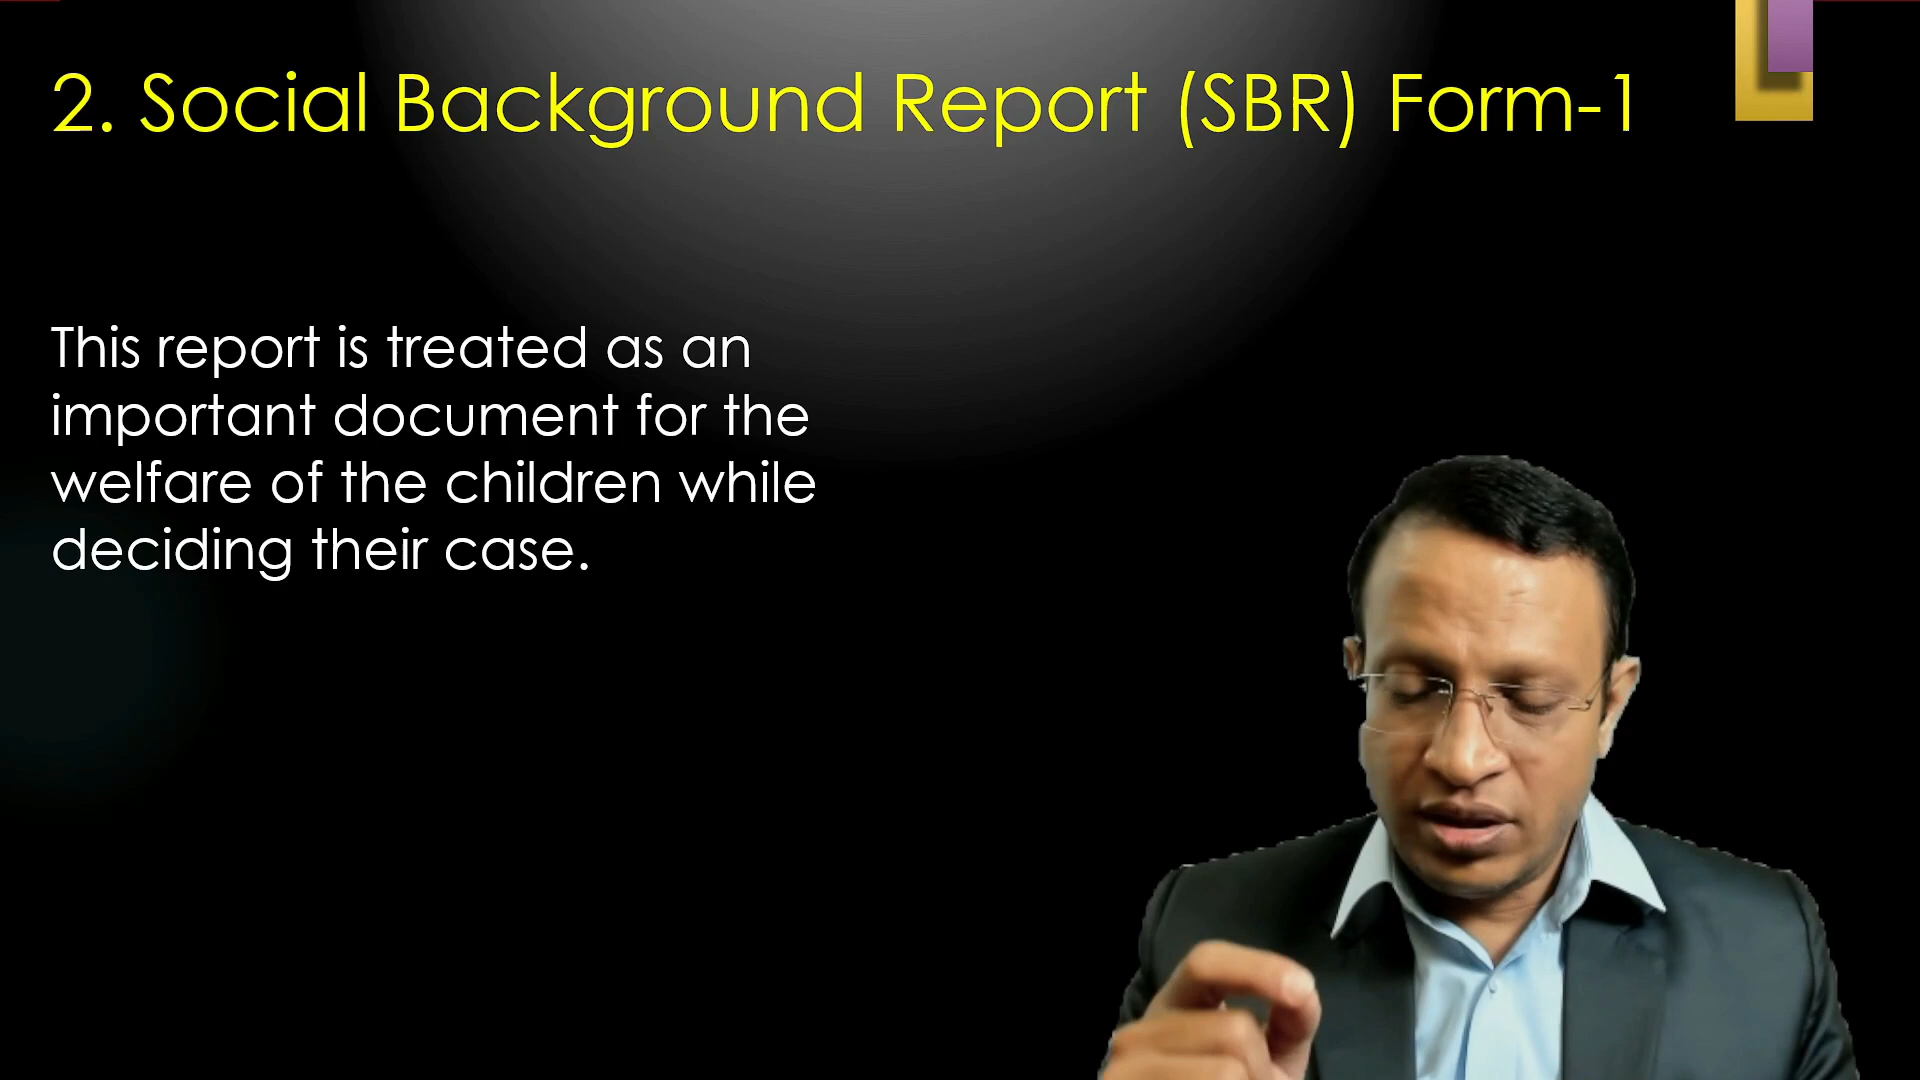 2. Social Background Report (SBR) Form-1
This report is treated as an
important document for the
welfare of the children while
deciding their case.